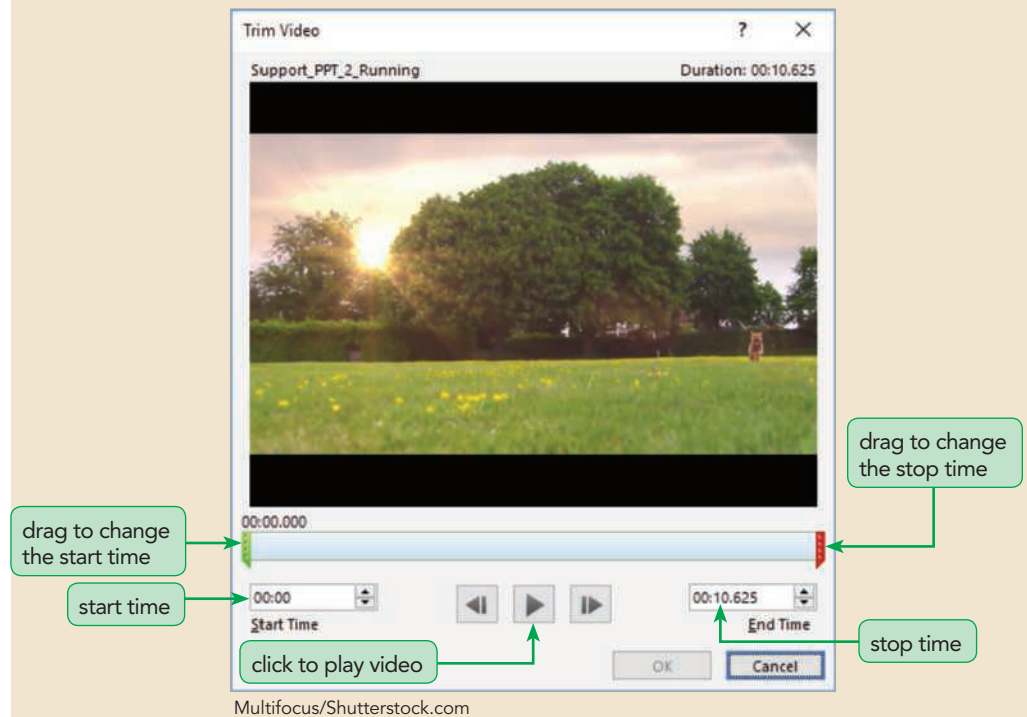 Trim Video ? ×
Support_PPT_2_Running Duration: 00:10.625
drag to change
the stop time
00:00.000
drag to change
the start time
start time
00:00
00:10.625
Start Time
End Time
stop time
click to play video
OK Cancel
Multifocus/Shutterstock.com